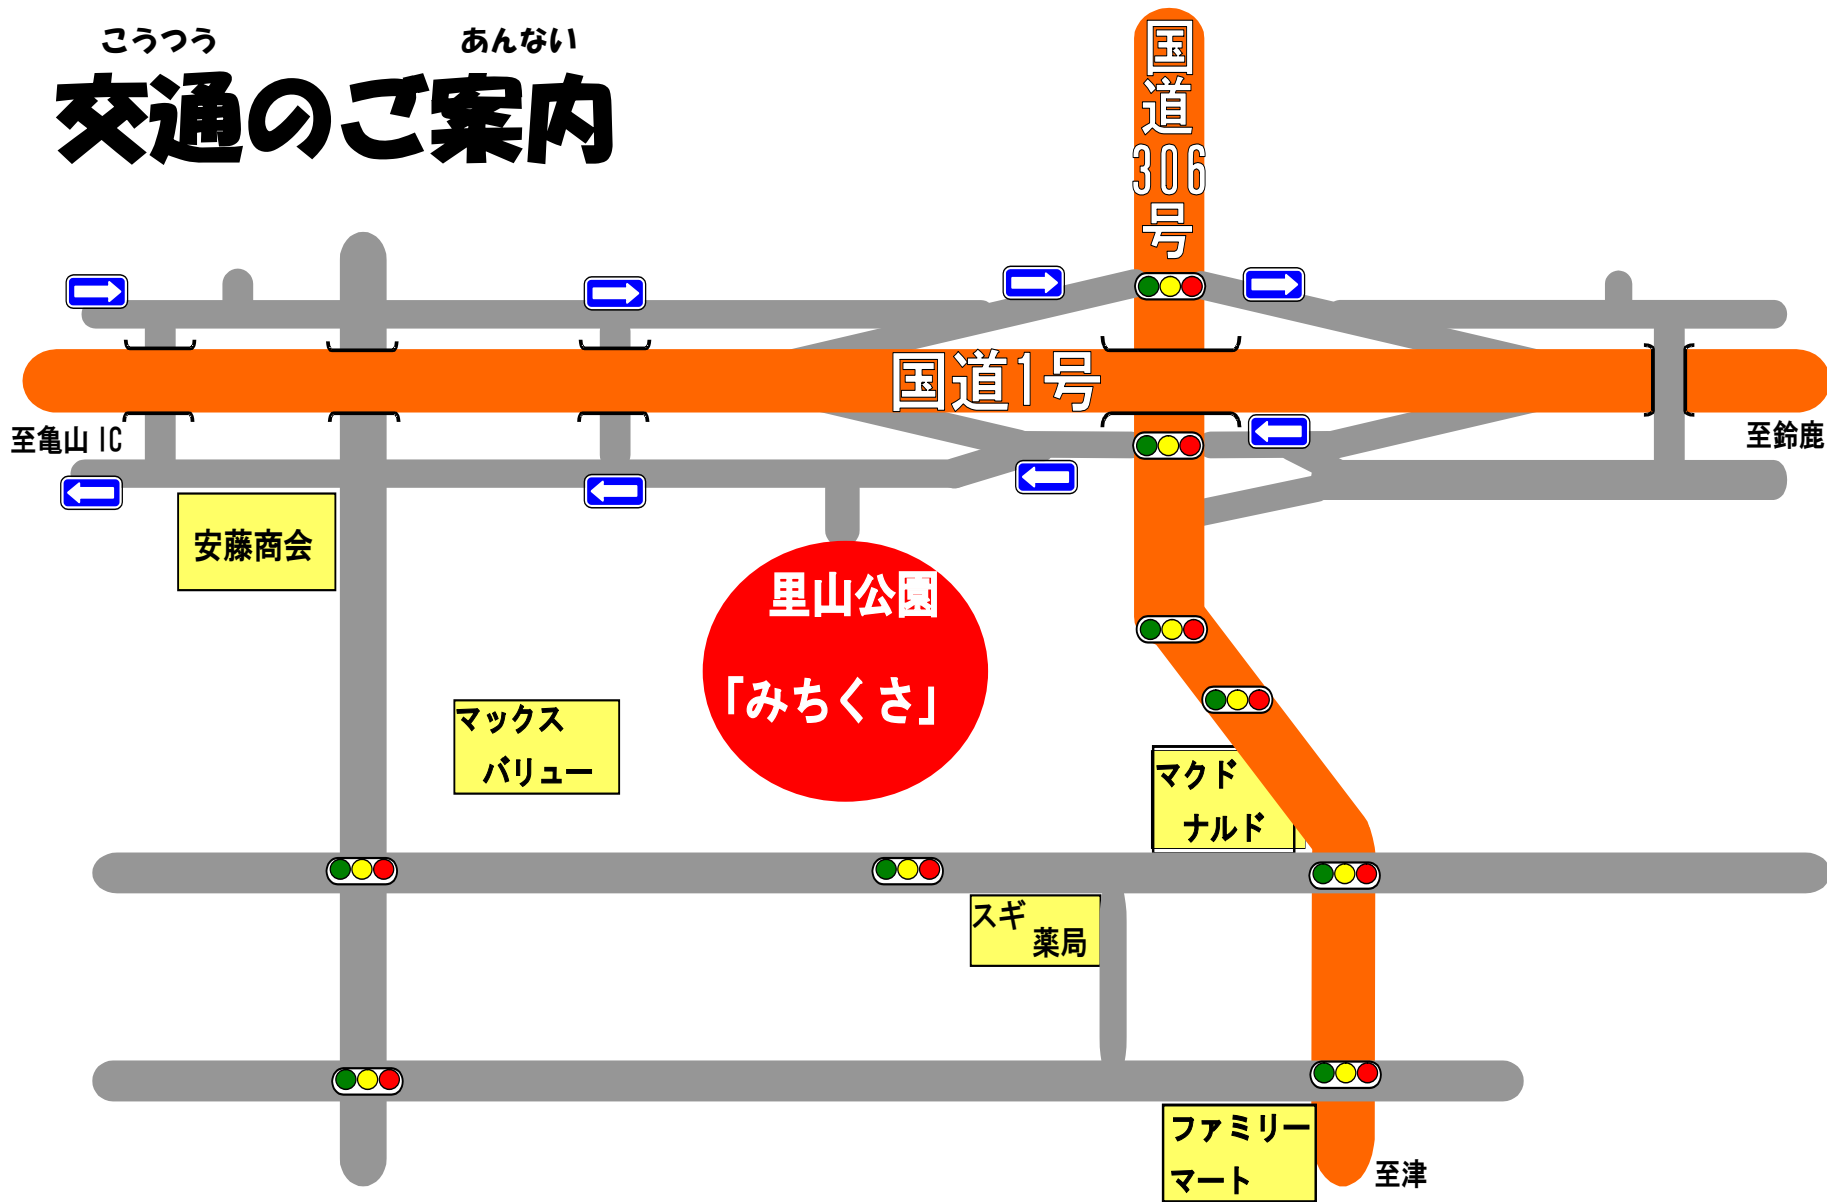 こうつう あんない
交通のご案内
国道306号
国道1号
至亀山IC
至鈴鹿
安藤商会
里山公園
「みちくさ」
マックス
バリュー
マクド
ナルド
スギ
薬局
ファミリー
マート
至津